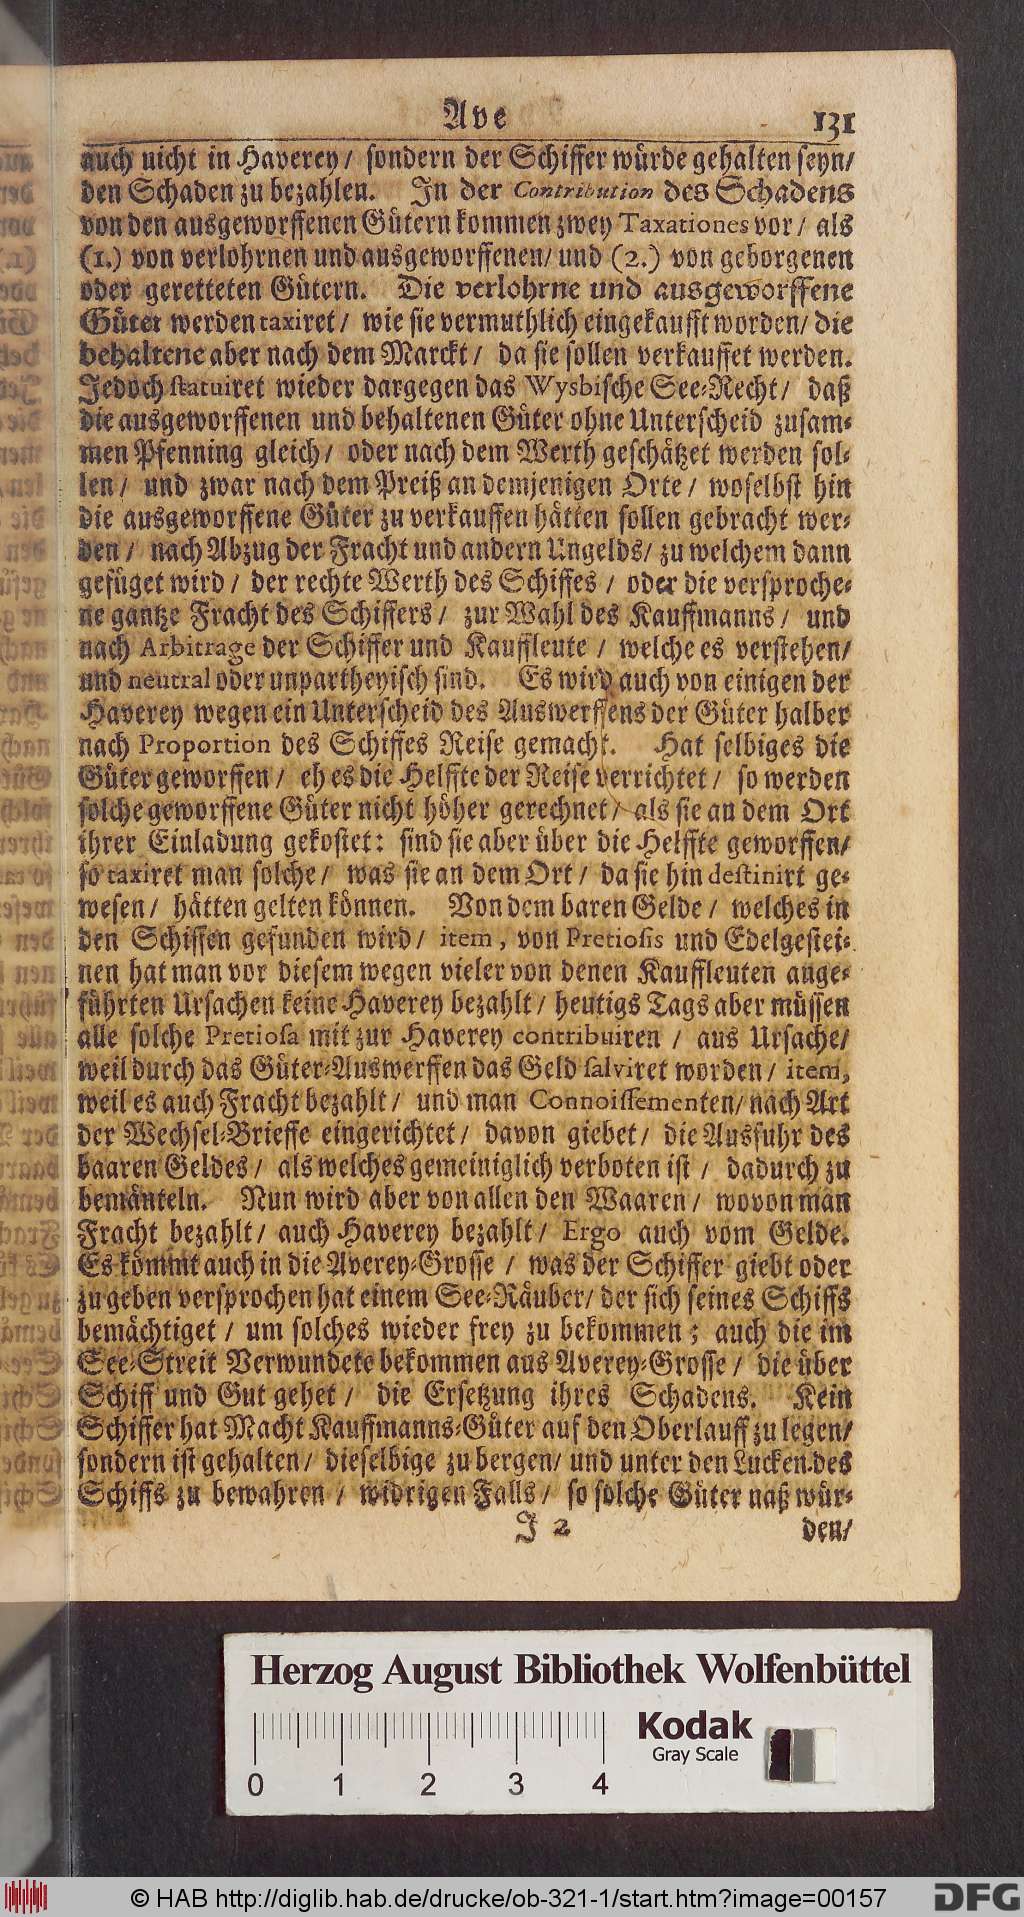 Ave 131
auch nicht in Haverey/ sondern der Schiffer würde gehalten seyn/
den Schaden zu bezahlen. In der Contribution des Schadens
von den ausgeworffenen Gütern kommen zwey Taxationes vor/ als
(1.) von verlohrnen und ausgeworffenen/ und (2.) von geborgenen
oder geretteten Gütern. Die verlohrne und ausgeworffene
Güter werden taxiret/ wie sie vermuthlich eingekaufft worden/ die
behaltene aber nach dem Marckt/ da sie sollen verkauffet werden.
Jedoch statuiret wieder dargegen das Wysbische See-Recht/ daß
die ausgeworffenen und behaltenen Güter ohne Unterscheid zusam-
men Pfenning gleich/ oder nach dem Werth geschätzet werden sol-
len/ und zwar nach dem Preiß an demjenigen Orte/ woselbst hin
die ausgeworffene Güter zu verkauffen hätten sollen gebracht wer-
den/ nach Abzug der Fracht und andern Ungelds/ zu welchem dann
gefüget wird/ der rechte Werth des Schiffes/ oder die versproche-
ne gantze Fracht des Schiffers/ zur Wahl des Kauffmanns/ und
nach Arbitrage der Schiffer und Kauffleute/ welche es verstehen/
und neutral oder unpartheyisch sind. Es wird auch von einigen der
Haverey wegen ein Unterscheid des Auswerffens der Güter halber
nach Proportion des Schiffes Reise gemacht. Hat selbiges die
Güter geworffen/ eh es die Helffte der Reise verrichtet/ so werden
solche geworffene Güter nicht höher gerechnet/ als sie an dem Ort
ihrer Einladung gekostet: sind sie aber über die Helffte geworffen/
so taxiret man solche/ was sie an dem Ort/ da sie hin destinirt ge-
wesen/ hätten gelten können. Von dem baren Gelde/ welches in
den Schiffen gefunden wird/ item, von Pretiosis und Edelgestei-
nen hat man vor diesem wegen vieler von denen Kauffleuten ange-
führten Ursachen keine Haverey bezahlt/ heutigs Tags aber müssen
alle solche Pretiosa mit zur Haverey contribuiren/ aus Ursache/
weil durch das Güter-Auswerffen das Geld salviret worden/ item,
weil es auch Fracht bezahlt/ und man Connoissementen/ nach Art
der Wechsel-Brieffe eingerichtet/ davon giebet/ die Ausfuhr des
baaren Geldes/ als welches gemeiniglich verboten ist/ dadurch zu
bemänteln. Nun wird aber von allen den Waaren/ wovon man
Fracht bezahlt/ auch Haverey bezahlt/ Ergo auch vom Gelde.
Es kömmt auch in die Averey-Grosse/ was der Schiffer giebt oder
zu geben versprochen hat einem See-Räuber/ der sich seines Schiffs
bemächtiget/ um solches wieder frey zu bekommen; auch die im
See-Streit Verwundete bekommen aus Averey-Grosse/ die über
Schiff und Gut gehet/ die Ersetzung ihres Schadens. Kein
Schiffer hat Macht Kauffmanns-Güter auf den Oberlauff zu legen/
sondern ist gehalten/ dieselbige zu bergen/ und unter den Lucken des
Schiffs zu bewahren/ widrigen Falls/ so solche Güter naß wür-
J 2 den/
Herzog August Bibliothek Wolfenbüttel
Kodak
Gray Scale
0 1 2 3 4
© HAB http://diglib.hab.de/drucke/ob-321-1/start.htm?image=00157 DFG